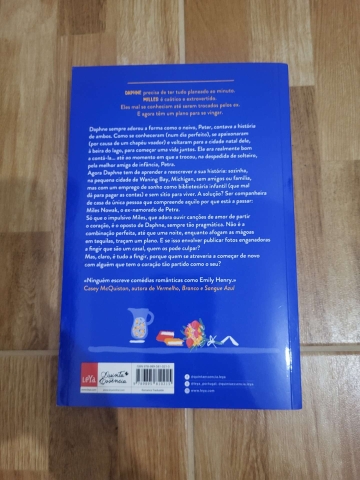 DAPHNE precisa de ter tudo planeado ao minuto.
MILES é caótico e extrovertido.
Eles mal se conheciam até serem trocados pelos ex.
E agora têm um plano para se vingar.
Daphne sempre adorou a forma como o noivo, Peter, contava a história
de ambos. Como se conheceram (num dia perfeito), se apaixonaram
(por causa de um chapéu voador) e voltaram para a cidade natal dele,
à beira do lago, para começar uma vida juntos. Ele era realmente bom
a contá-la... até ao momento em que a trocou, na despedida de solteiro,
pela melhor amiga de infância, Petra.
Agora Daphne tem de aprender a reescrever a sua história: sozinha,
na pequena cidade de Waning Bay, Michigan, sem amigos ou família,
mas com um emprego de sonho como bibliotecária infantil (que mal
dá para pagar as contas) e sem sítio para viver. A solução? Ser companheira
de casa da única pessoa que compreende aquilo por que está a passar:
Miles Nowak, o ex-namorado de Petra.
Só que o impulsivo Miles, que adora ouvir canções de amor de partir
o coração, é o oposto de Daphne, sempre tão pragmática. Não é a
combinação perfeita, até que uma noite, enquanto afogam as mágoas
em tequilas, traçam um plano. E se isso envolver publicar fotos enganadoras
a fingir que são um casal, quem os pode culpar?
Mas, claro, é tudo a fingir, porque quem se atreveria a começar de novo
com alguém que tem o coração tão partido como o seu?
«Ninguém escreve comédias românticas como Emily Henry.»
Casey McQuiston, autora de Vermelho, Branco e Sangue Azul
LEYA
Quinta
Essência
www.leya.com